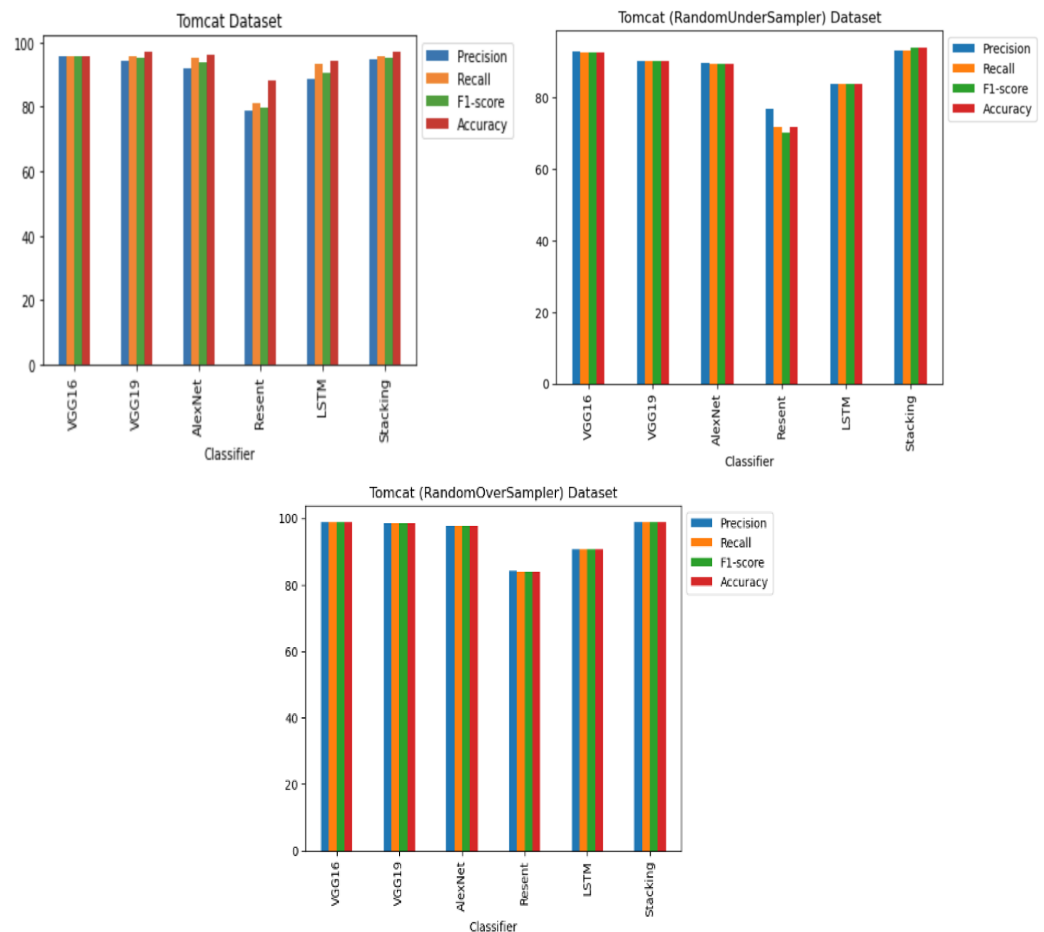 Tomcat Dataset
100
80
60
40
20
0
VGG16
VGG19
AlexNet
Resent
LSTM
Stacking
Classifier
Precision
Recall
F1-score
Accuracy
Tomcat (RandomUnderSampler) Dataset
80
60
40
20
0
VGG16
VGG19
AlexNet
Resent
LSTM
Stacking
Classifier
Precision
Recall
F1-score
Accuracy
Tomcat (RandomOverSampler) Dataset
100
80
60
40
20
0
VGG16
VGG19
AlexNet
Resent
LSTM
Stacking
Classifier
Precision
Recall
F1-score
Accuracy